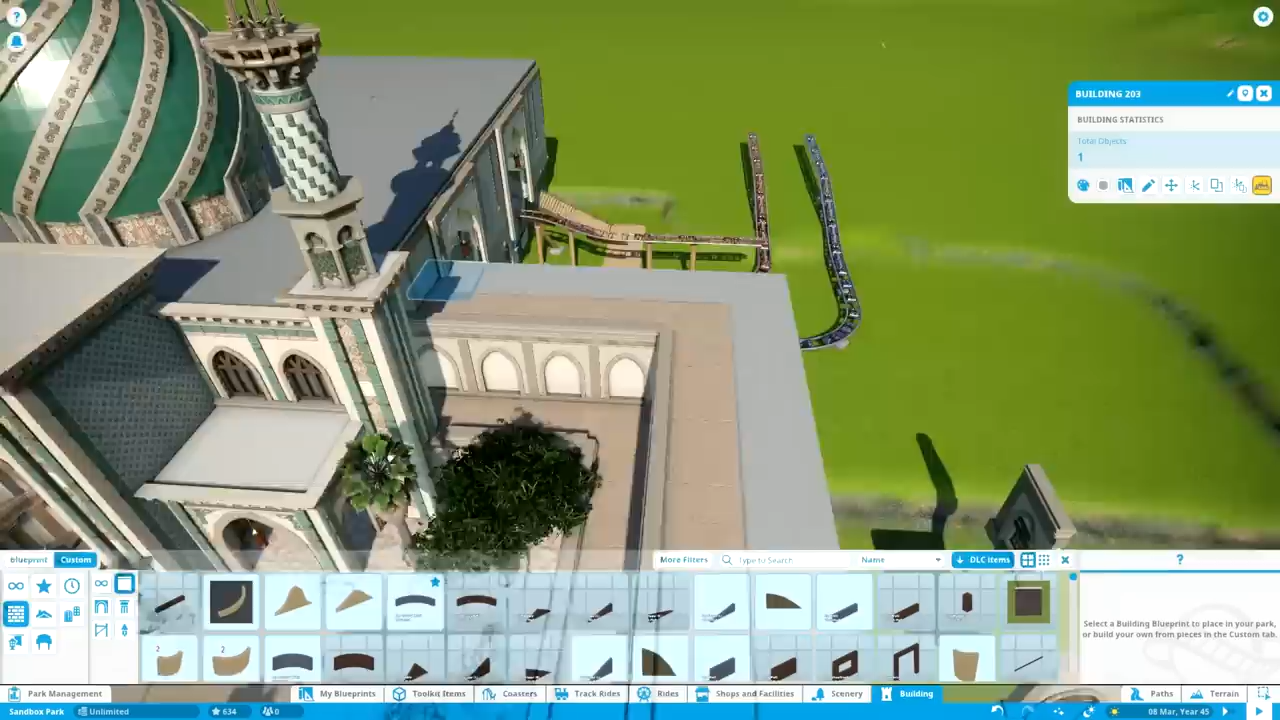 ?
BUILDING 203
BUILDING STATISTICS
Total Objects
1
blueprint Custom
More Filters Type to Search Name DLC Items
?
2 2
Select a Building Blueprint to place in your park,
or build your own from pieces in the Custom tab.
Park Management My Blueprints Toolkit Items Coasters Track Rides Rides Shops and Facilities Scenery Building Paths Terrain
Sandbox Park Unlimited 634 0 08 Mar, Year 45